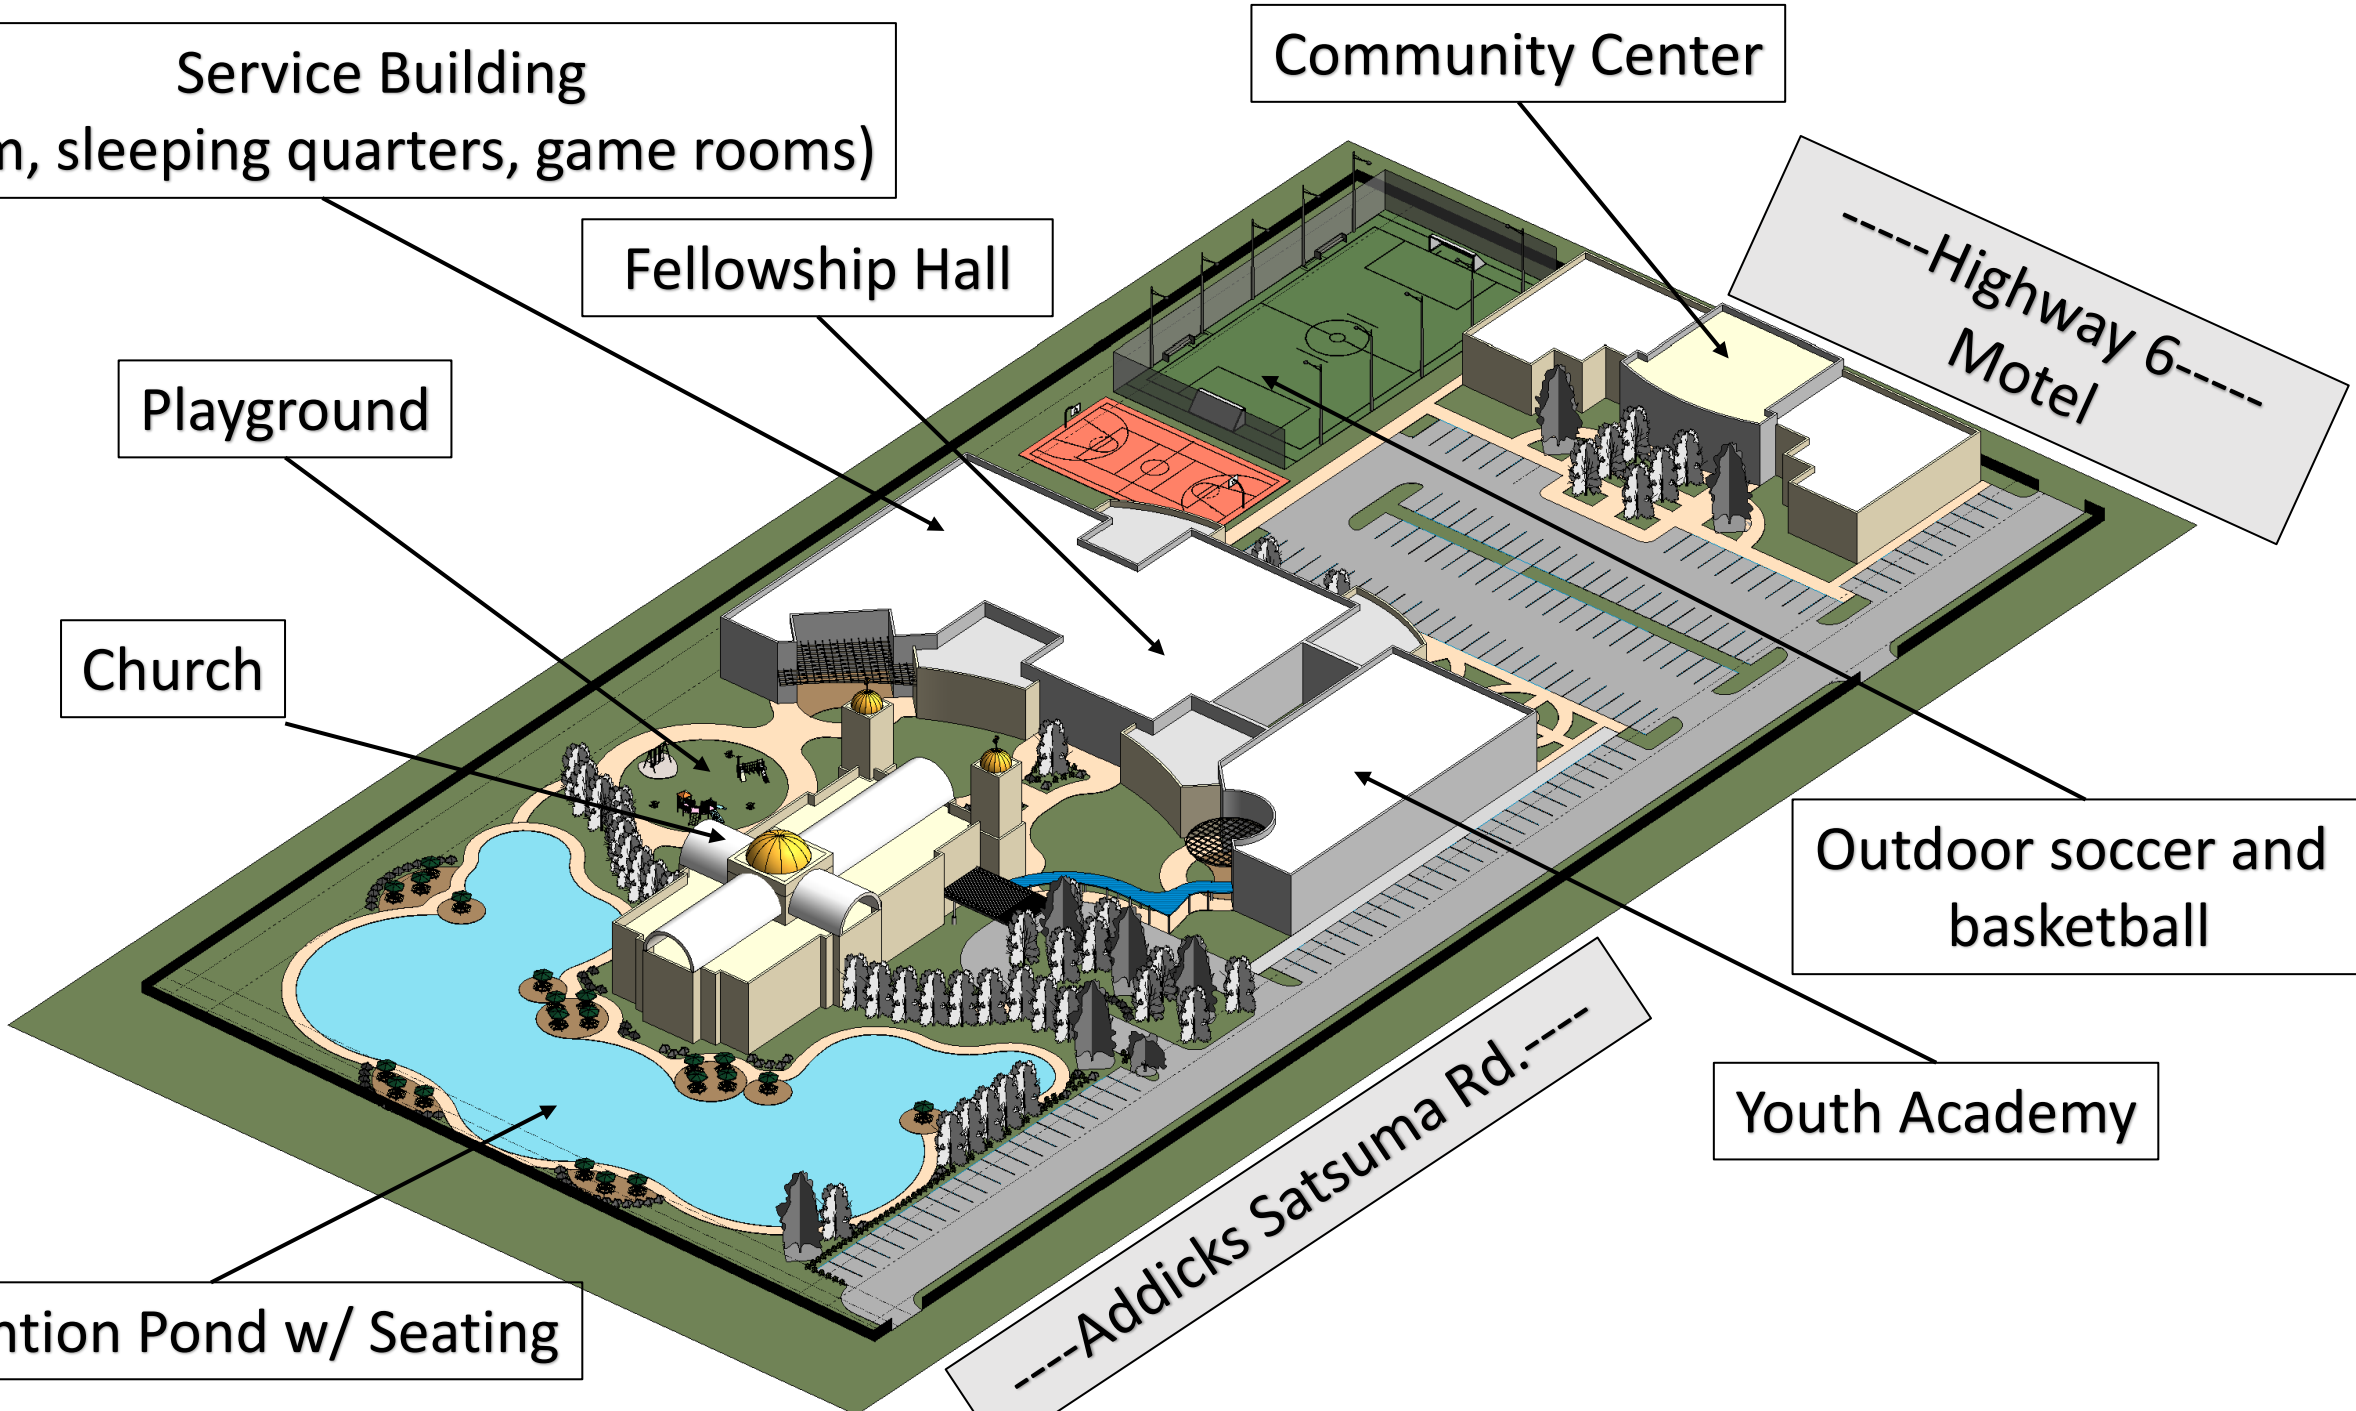 Service Building
sleeping quarters, game rooms)
Community Center
Fellowship Hall
-----Highway 6-----
Motel
Playground
Church
Outdoor soccer and
basketball
Youth Academy
----Addicks Satsuma Rd.----
Pond w/ Seating